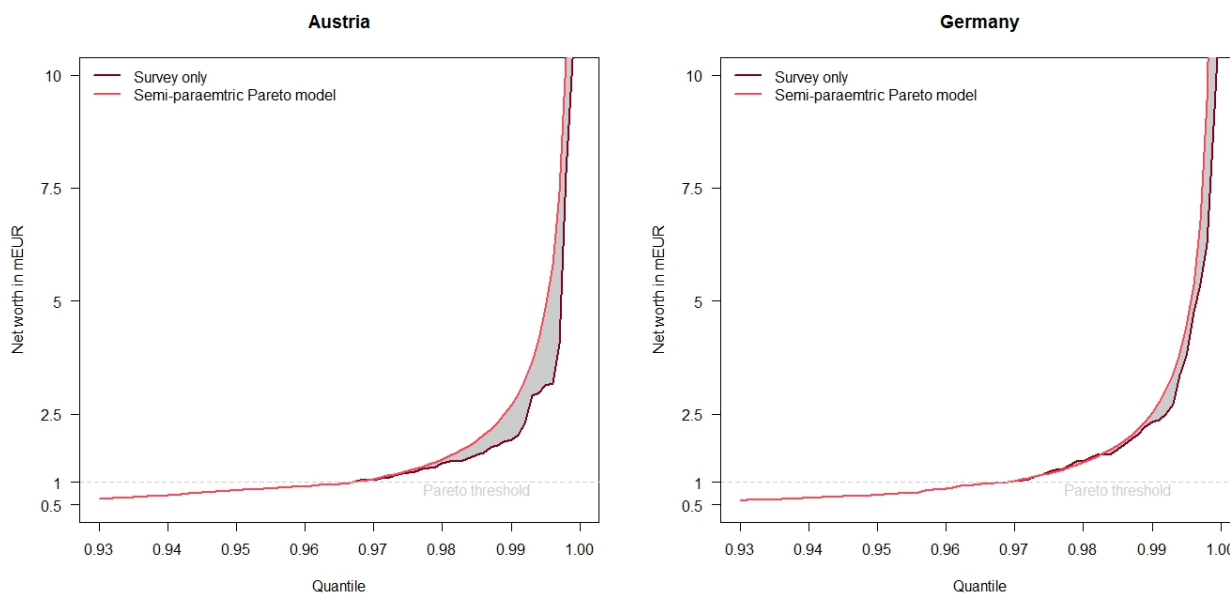 Austria
Survey only
Semi-paraemtric Pareto model
Net worth in mEUR
10
7.5
5
2.5
1
0.5
Pareto threshold
0.93 0.94 0.95 0.96 0.97 0.98 0.99 1.00
Quantile
Germany
Survey only
Semi-paraemtric Pareto model
Net worth in mEUR
10
7.5
5
2.5
1
0.5
Pareto threshold
0.93 0.94 0.95 0.96 0.97 0.98 0.99 1.00
Quantile